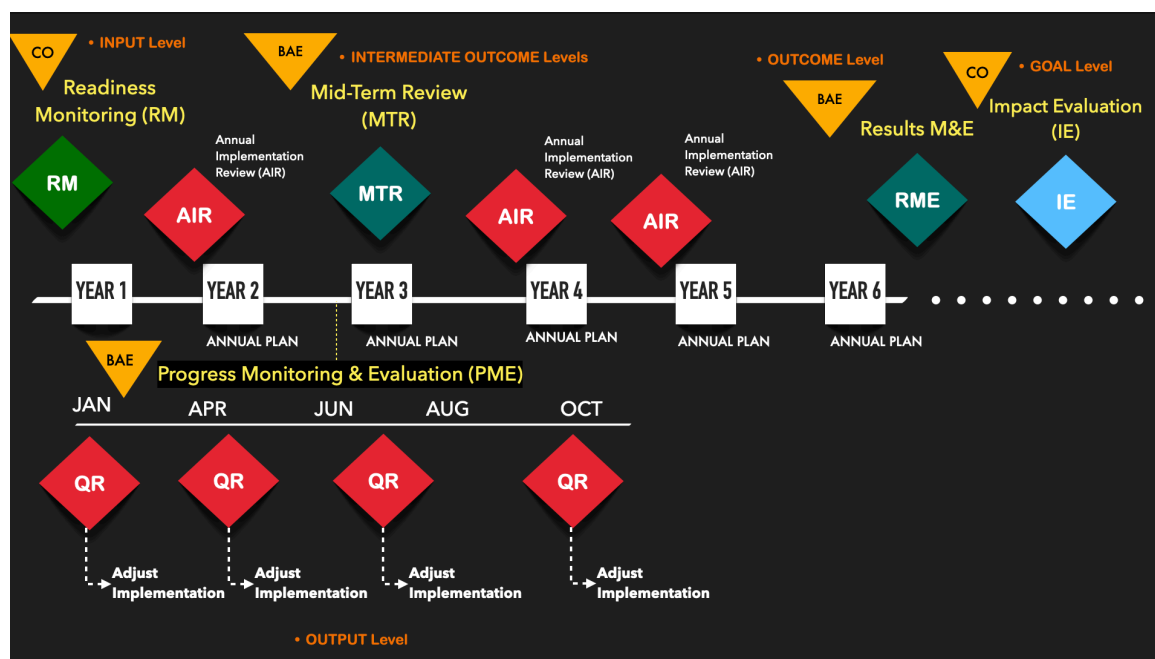 CO
• INPUT Level
BAE
• INTERMEDIATE OUTCOME Levels
• OUTCOME Level
CO
• GOAL Level
Readiness
Monitoring (RM)
Mid-Term Review
(MTR)
BAE
Results M&E
Impact Evaluation
(IE)
Annual
Implementation
Review (AIR)
Annual
Implementation
Review (AIR)
Annual
Implementation
Review (AIR)
RM
AIR
MTR
AIR
AIR
RME
IE
YEAR 1
YEAR 2
YEAR 3
YEAR 4
YEAR 5
YEAR 6
ANNUAL PLAN
ANNUAL PLAN
ANNUAL PLAN
ANNUAL PLAN
ANNUAL PLAN
BAE
Progress Monitoring & Evaluation (PME)
JAN
APR
JUN
AUG
OCT
QR
QR
QR
QR
Adjust
Implementation
Adjust
Implementation
Adjust
Implementation
Adjust
Implementation
• OUTPUT Level